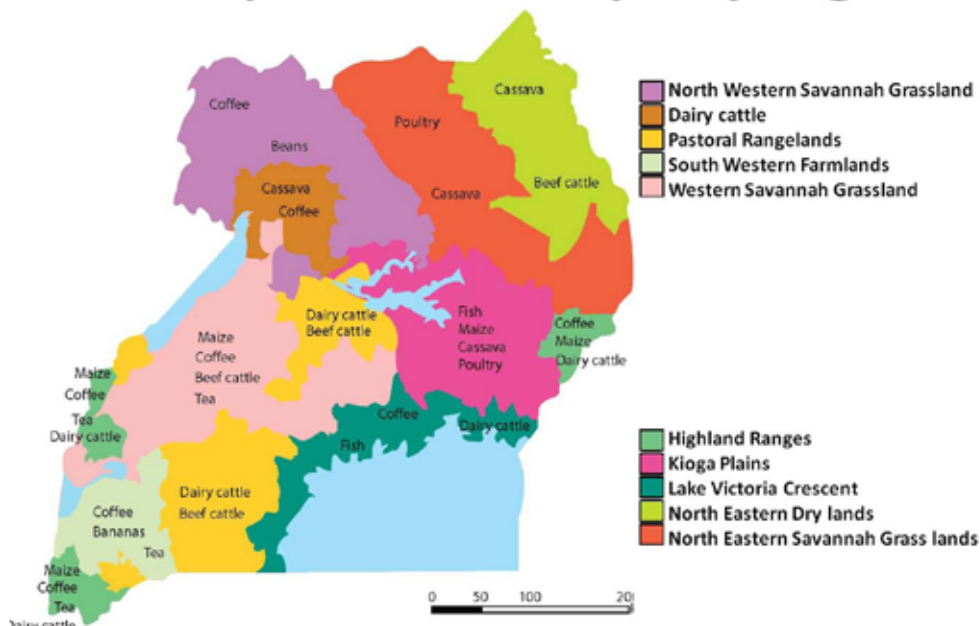 Coffee
Beans
Cassava
Coffee
Poultry
Cassava
Cassava
Beef cattle
North Western Savannah Grassland
Dairy cattle
Pastoral Rangelands
South Western Farmlands
Western Savannah Grassland
Dairy cattle
Beef cattle
Fish
Maize
Cassava
Poultry
Coffee
Maize
Dairy cattle
Maize
Coffee
Beef cattle
Tea
Maize
Coffee
Tea
Dairy cattle
Coffee
Dairy cattle
Fish
Dairy cattle
Beef cattle
Coffee
Bananas
Tea
Maize
Coffee
Tea
Dairy cattle
Highland Ranges
Kioga Plains
Lake Victoria Crescent
North Eastern Dry lands
North Eastern Savannah Grass lands
0 50 100 20